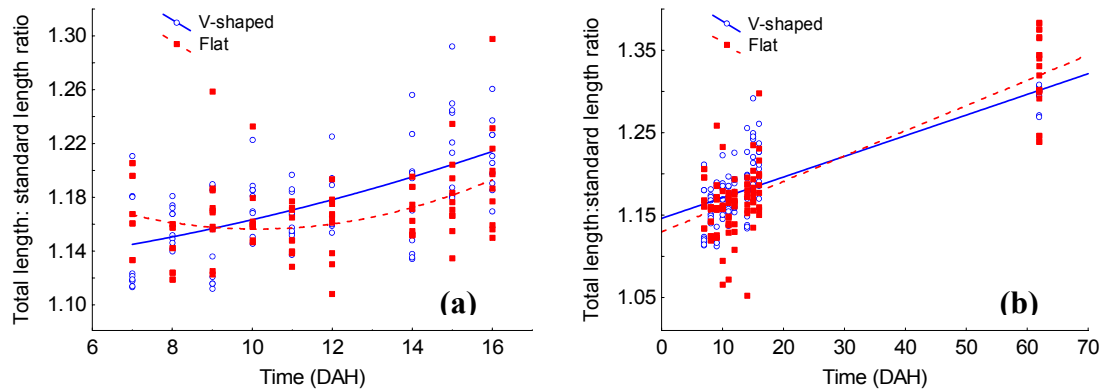 V-shaped
Flat
1.30
1.26
1.22
1.18
1.14
1.10
Total length: standard length ratio
6 8 10 12 14 16
Time (DAH)
(a)
V-shaped
Flat
1.35
1.25
1.15
1.05
Total length:standard length ratio
0 10 20 30 40 50 60 70
Time (DAH)
(b)